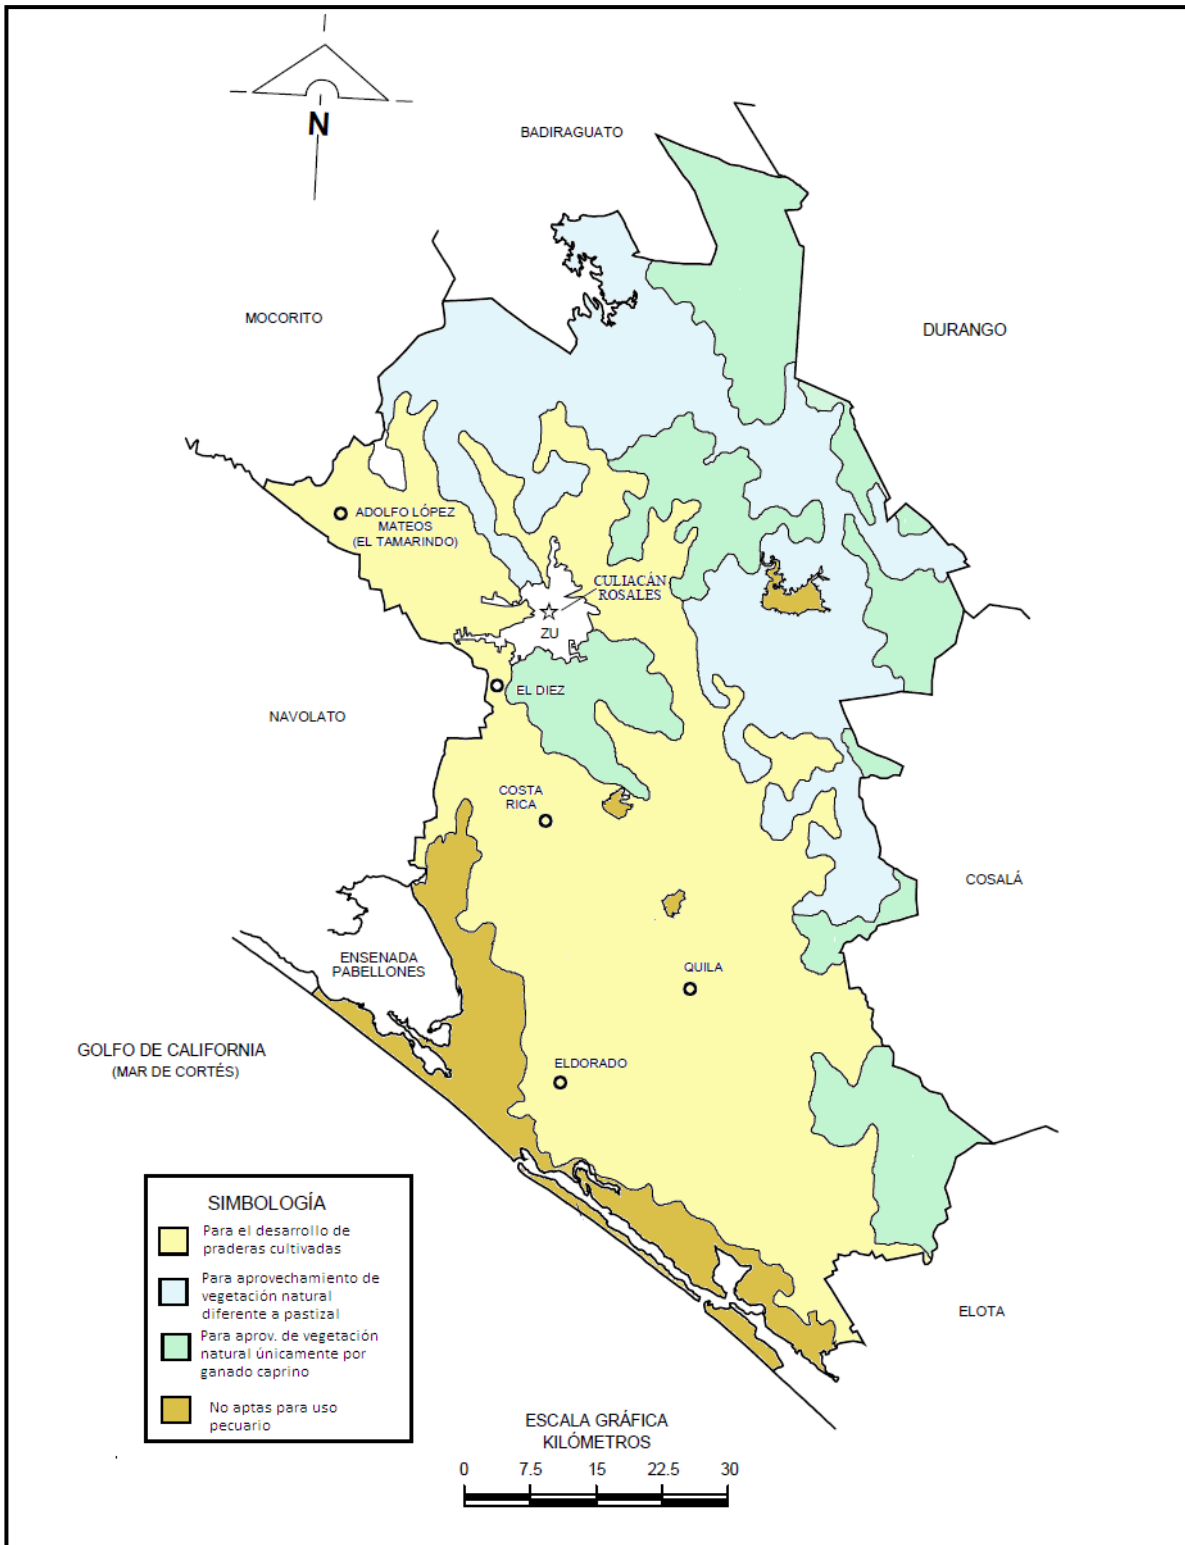 N
BADIRAGUATO
MOCORITO
DURANGO
ADOLFO LÓPEZ
MATEOS
(EL TAMARINDO)
CULIACÁN
ROSALES
ZU
EL DIEZ
NAVOLATO
COSTA
RICA
COSALÁ
ENSENADA
PABELLONES
QUILA
GOLFO DE CALIFORNIA
(MAR DE CORTÉS)
ELDORADO
SIMBOLOGÍA
Para el desarrollo de
praderas cultivadas
Para aprovechamiento de
vegetación natural
diferente a pastizal
Para aprov. de vegetación
natural únicamente por
ganado caprino
No aptas para uso
pecuario
ELOTA
ESCALA GRÁFICA
KILÓMETROS
0 7.5 15 22.5 30